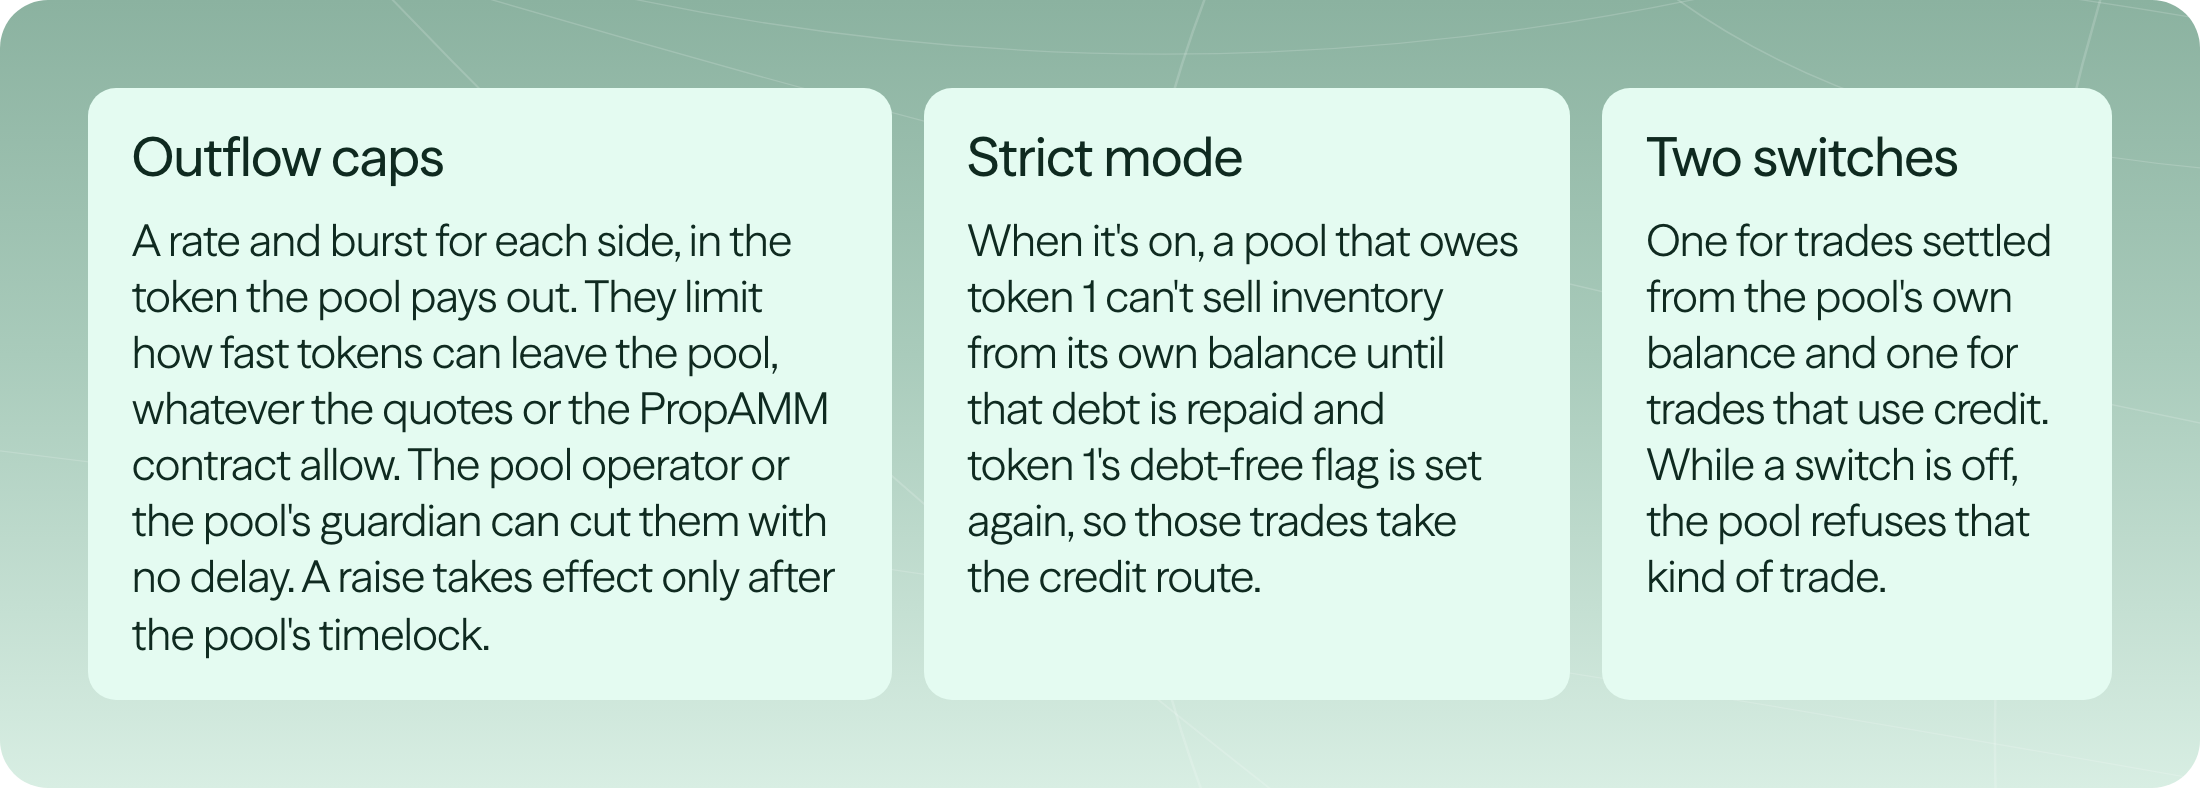 Outflow caps
A rate and burst for each side, in the
token the pool pays out. They limit
how fast tokens can leave the pool,
whatever the quotes or the PropAMM
contract allow. The pool operator or
the pool's guardian can cut them with
no delay. A raise takes effect only after
the pool's timelock.
Strict mode
When it's on, a pool that owes
token 1 can't sell inventory
from its own balance until
that debt is repaid and
token 1's debt-free flag is set
again, so those trades take
the credit route.
Two switches
One for trades settled
from the pool's own
balance and one for
trades that use credit.
While a switch is off,
the pool refuses that
kind of trade.